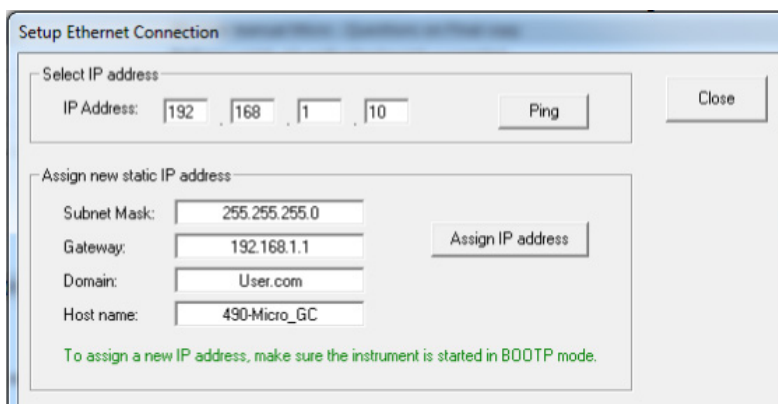 Setup Ethernet Connection
Select IP address
IP Address: 192 . 168 . 1 . 10 Ping Close
Assign new static IP address
Subnet Mask: 255.255.255.0
Gateway: 192.168.1.1 Assign IP address
Domain: User.com
Host name: 490-Micro_GC
To assign a new IP address, make sure the instrument is started in BOOTP mode.